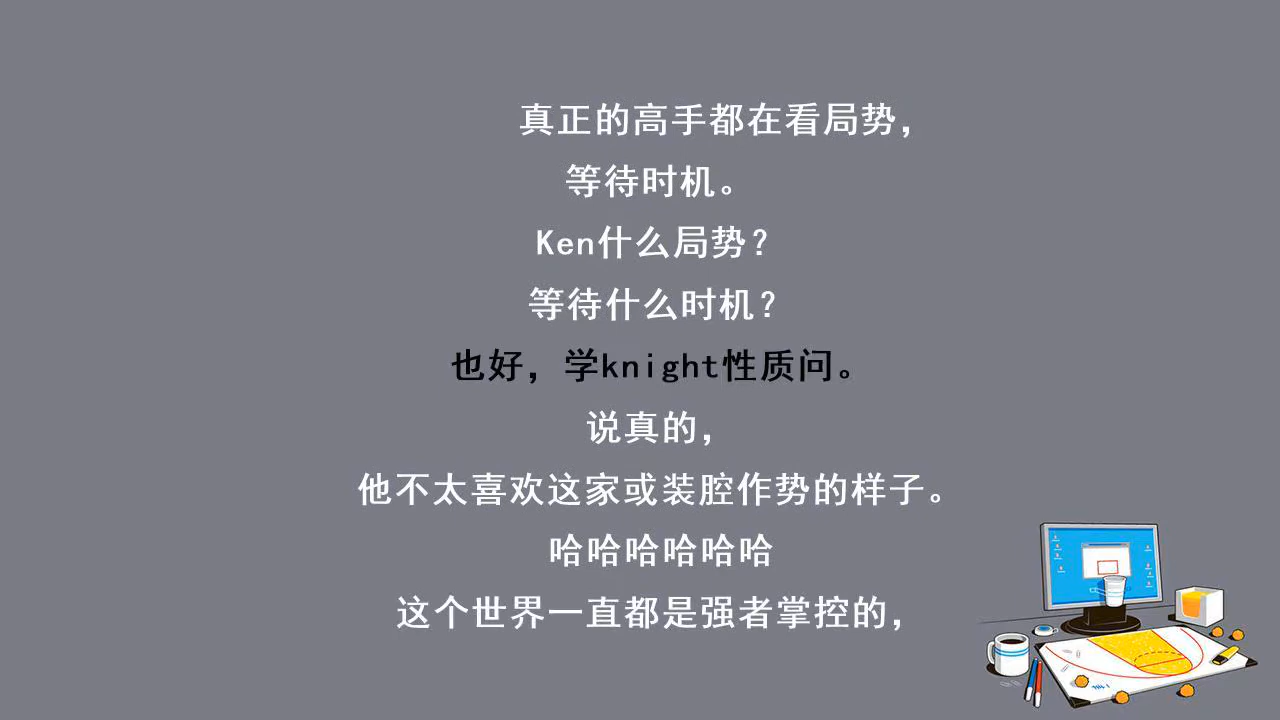 真正的高手都在看局势，
等待时机。
Ken什么局势？
等待什么时机？
也好，学knight性质问。
说真的，
他不太喜欢这家或装腔作势的样子。
哈哈哈哈哈哈
这个世界一直都是强者掌控的，